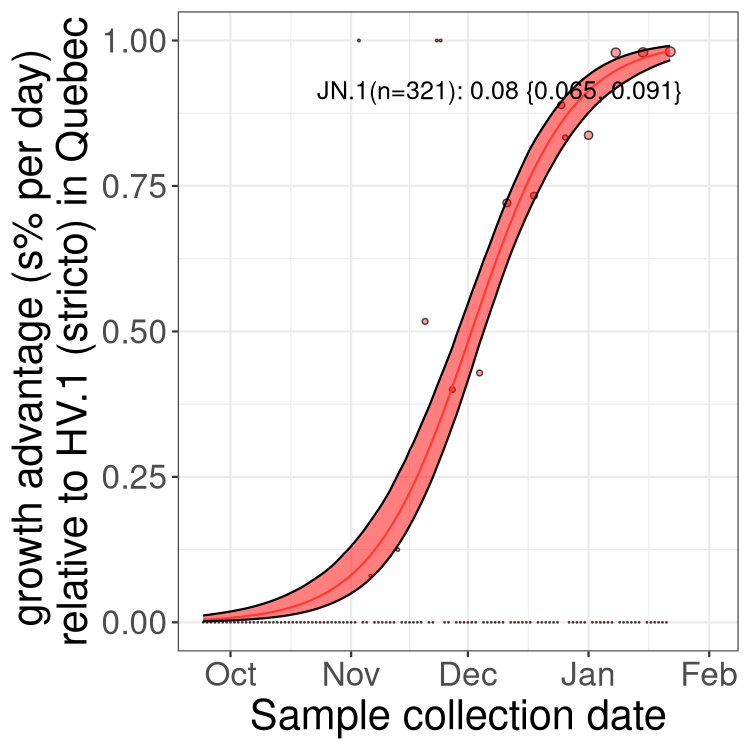 growth advantage (s% per day)
relative to HV.1 (stricto) in Quebec
1.00
0.75
0.50
0.25
0.00
JN.1(n=321): 0.08 {0.065, 0.091}
Oct Nov Dec Jan Feb
Sample collection date